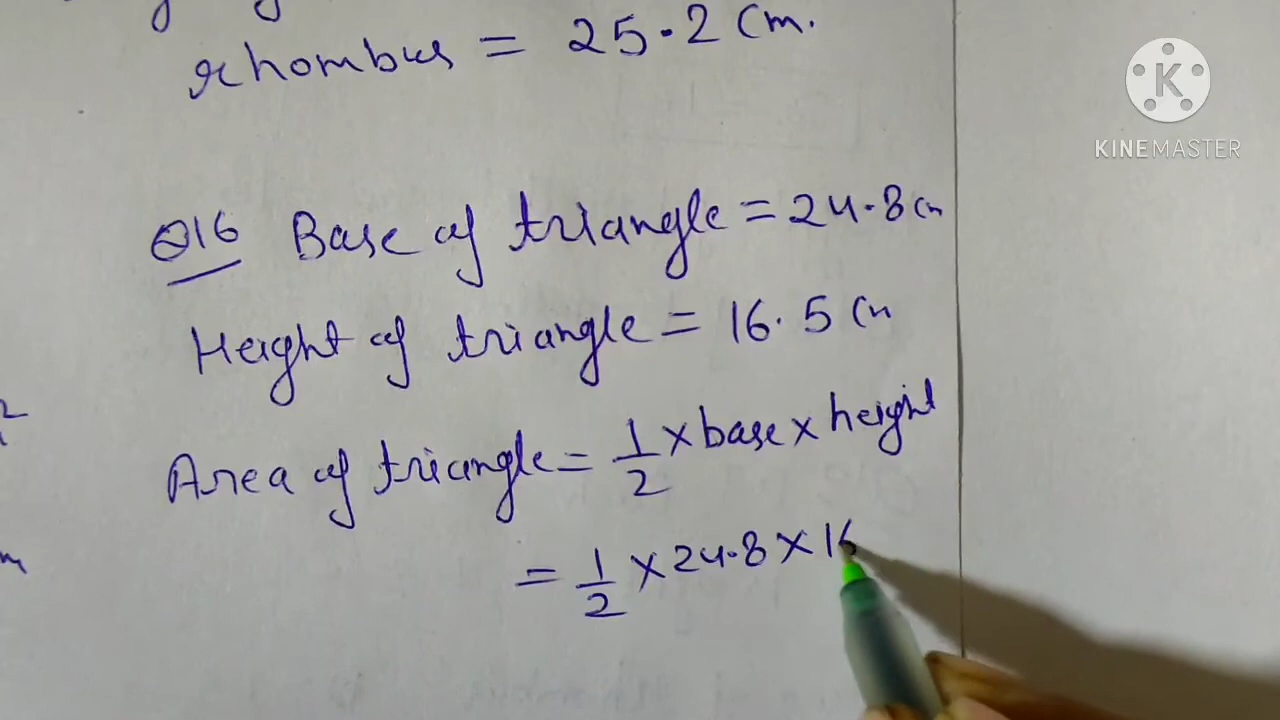 rhombus = 25.2 cm.
K
KINEMASTER
Q16 Base of triangle = 24.8 cm
Height of triangle = 16.5 cm
Area of triangle = 1/2 × base × height
= 1/2 × 24.8 × 16